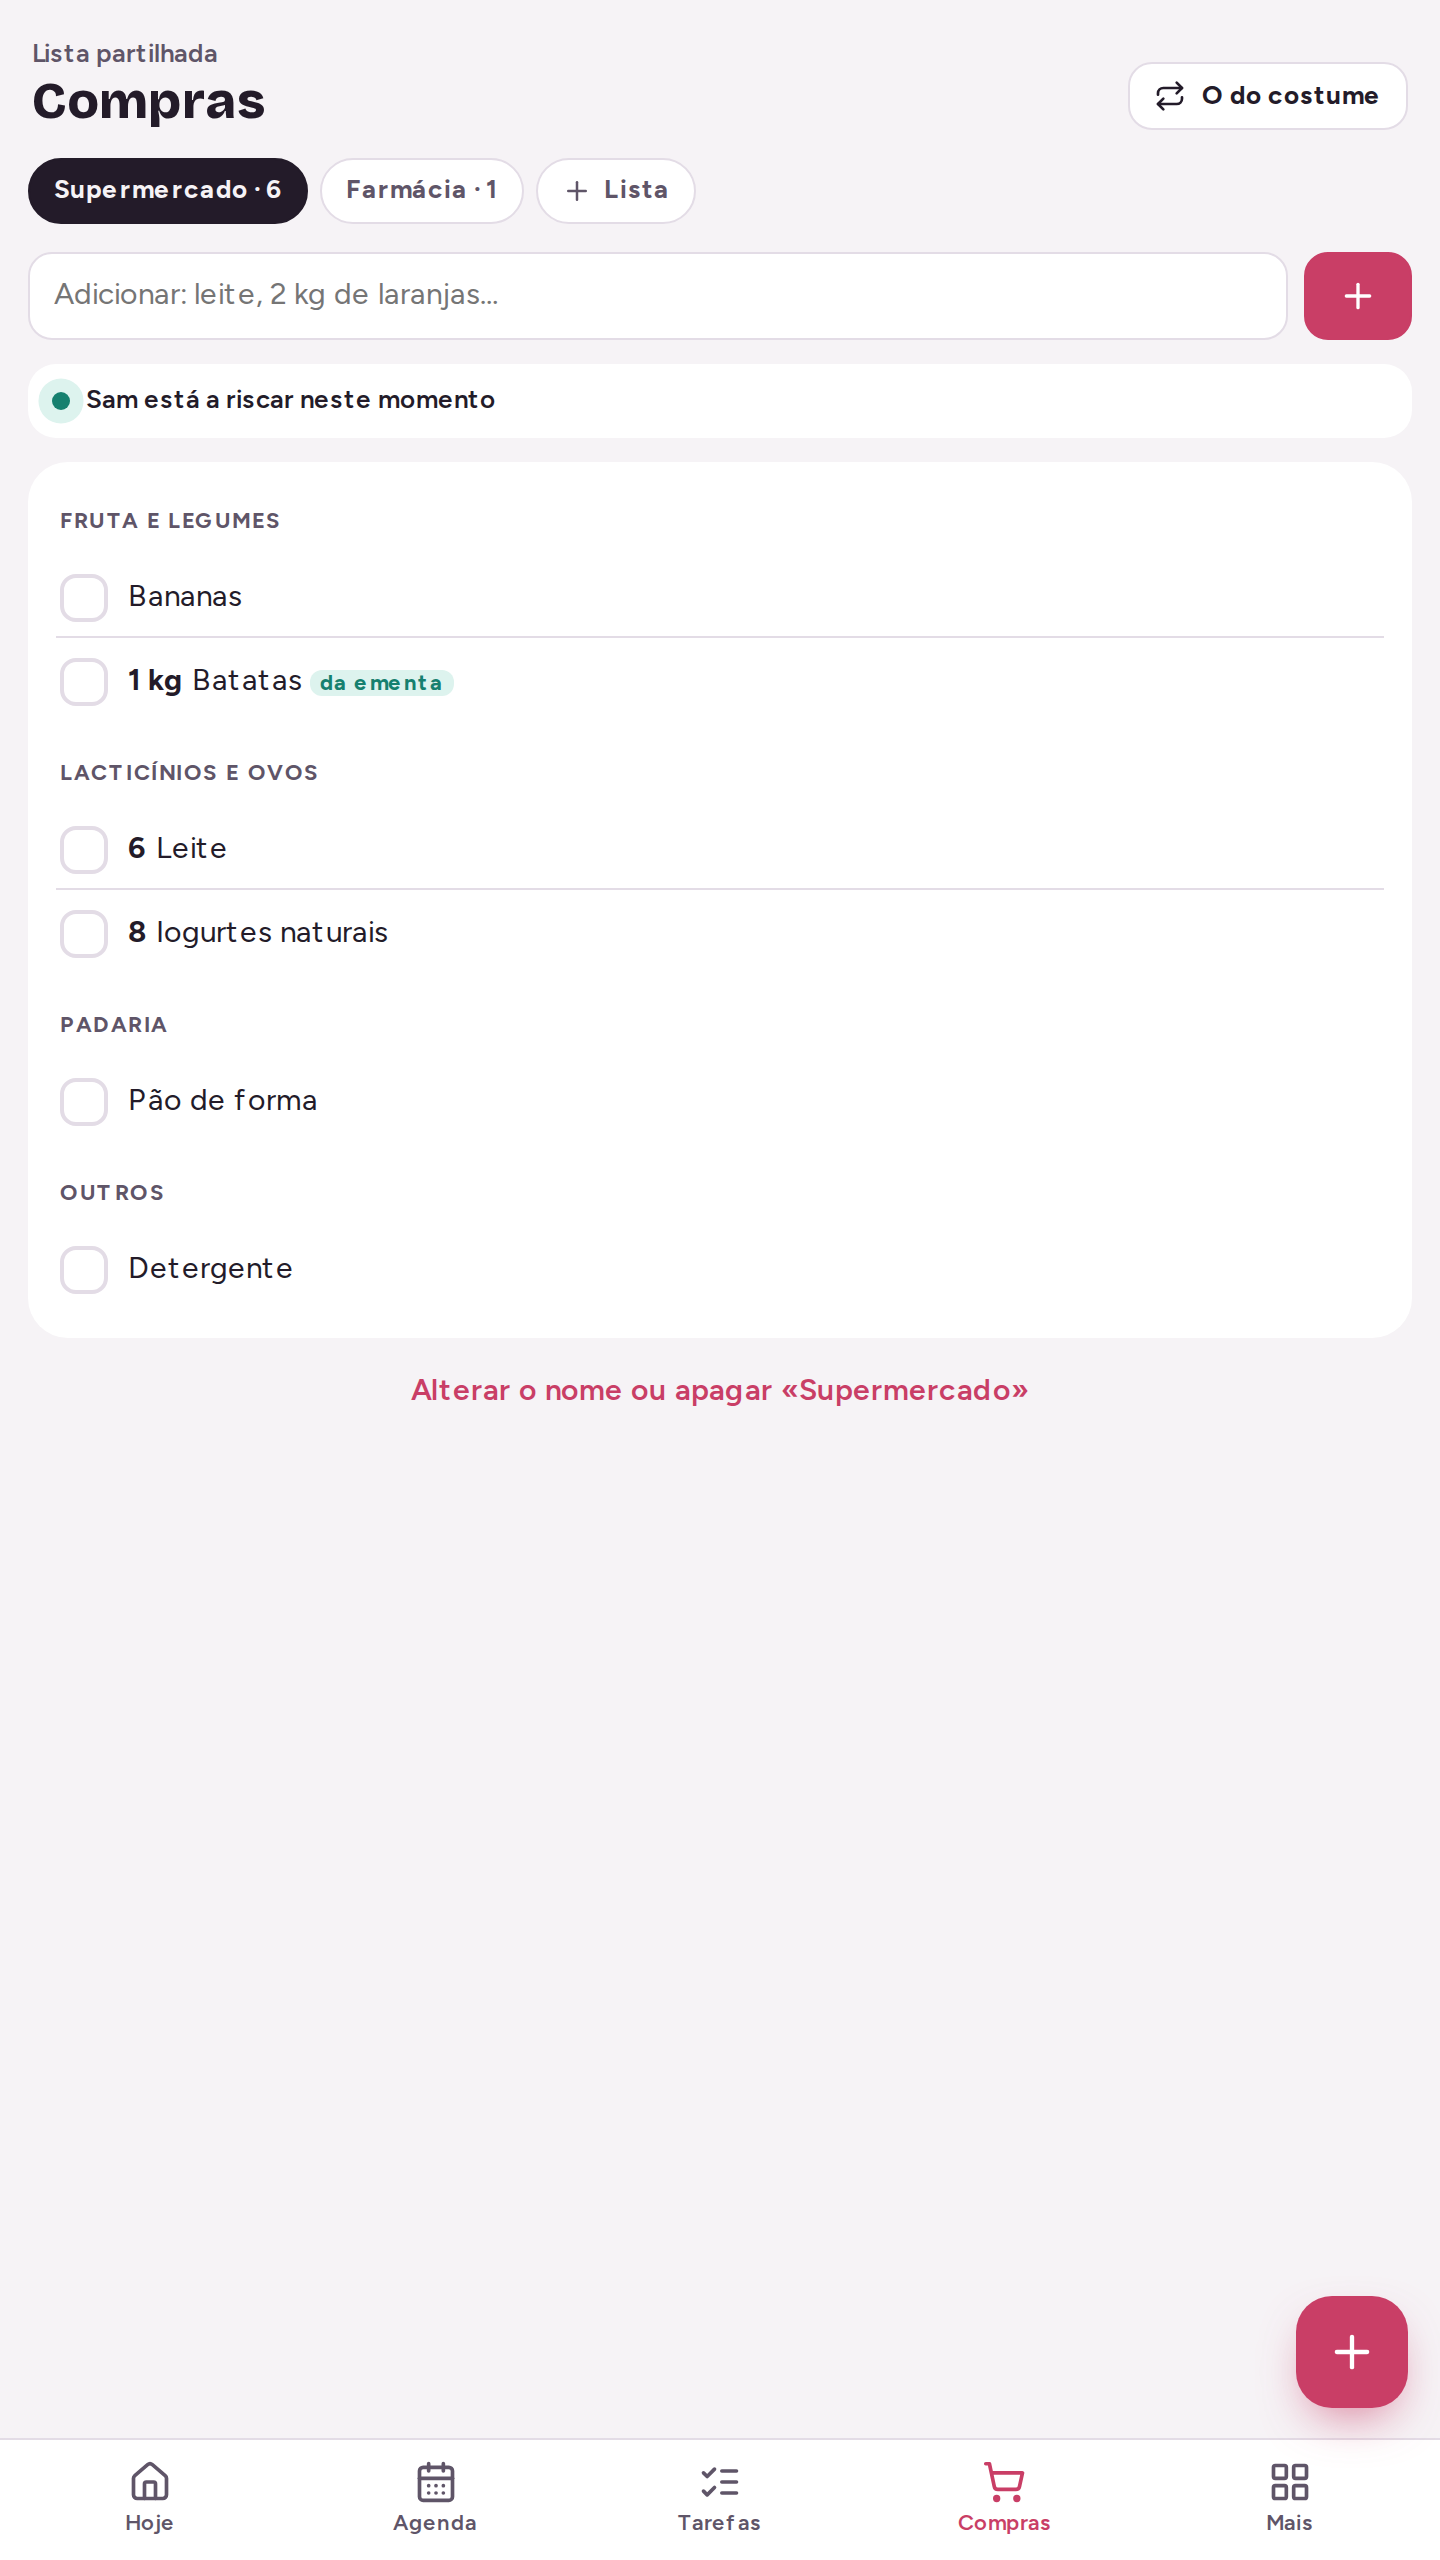 Lista partilhada
Compras
O do costume
Supermercado · 6
Farmácia · 1
Lista
Adicionar: leite, 2 kg de laranjas...
Sam está a riscar neste momento
FRUTA E LEGUMES
Bananas
1 kg Batatas da ementa
LACTICÍNIOS E OVOS
6 Leite
8 Iogurtes naturais
PADARIA
Pão de forma
OUTROS
Detergente
Alterar o nome ou apagar «Supermercado»
Hoje
Agenda
Tarefas
Compras
Mais